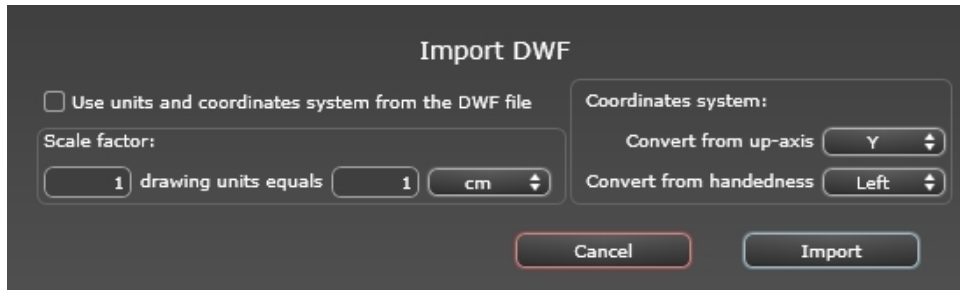 Import DWF
Use units and coordinates system from the DWF file
Scale factor:
1 drawing units equals 1 cm
Coordinates system:
Convert from up-axis Y
Convert from handedness Left
Cancel Import